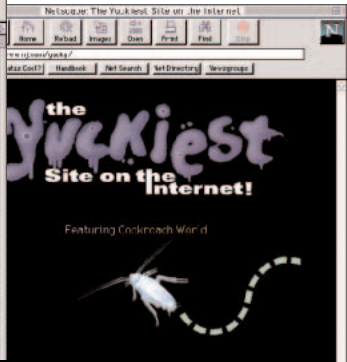 Netscape: The Yuckiest Site on the Internet
Home Reload Images Open Print Find Stop
Handbook Net Search Net Directory Newsgroups
the
Yuckiest
Site on the
Internet!
Featuring Cockroach World
N